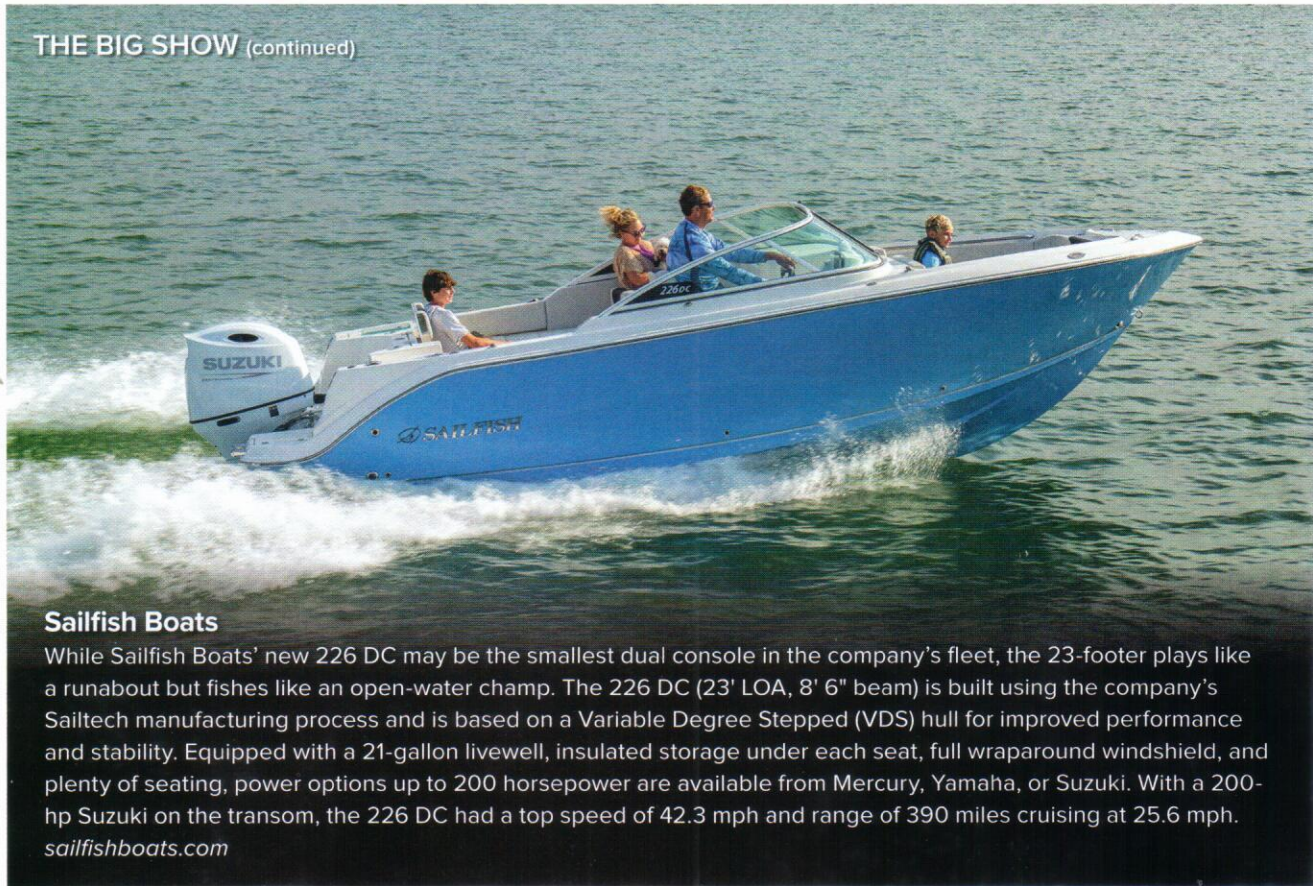 THE BIG SHOW (continued)
226DC
SUZUKI
SAILFISH
Sailfish Boats
While Sailfish Boats' new 226 DC may be the smallest dual console in the company's fleet, the 23-footer plays like
a runabout but fishes like an open-water champ. The 226 DC (23' LOA, 8' 6" beam) is built using the company's
Sailtech manufacturing process and is based on a Variable Degree Stepped (VDS) hull for improved performance
and stability. Equipped with a 21-gallon livewell, insulated storage under each seat, full wraparound windshield, and
plenty of seating, power options up to 200 horsepower are available from Mercury, Yamaha, or Suzuki. With a 200-
hp Suzuki on the transom, the 226 DC had a top speed of 42.3 mph and range of 390 miles cruising at 25.6 mph.
sailfishboats.com